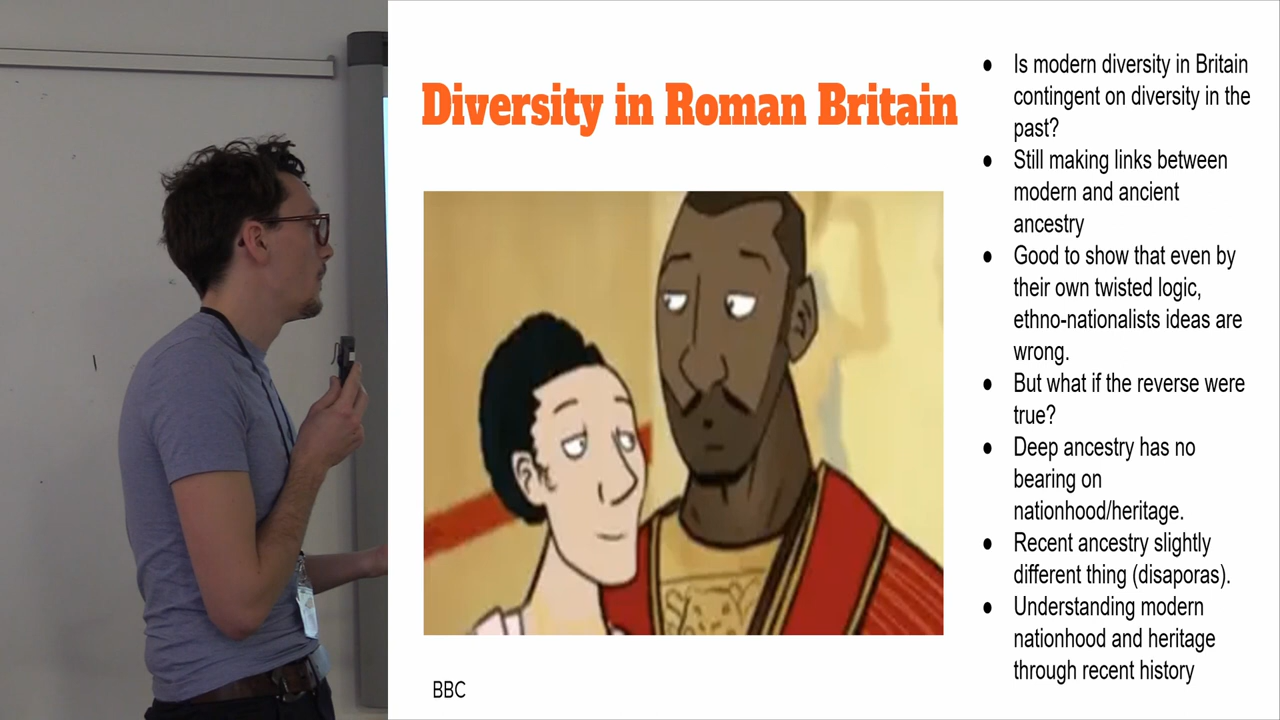 Diversity in Roman Britain
BBC
● Is modern diversity in Britain
contingent on diversity in the
past?
● Still making links between
modern and ancient
ancestry
● Good to show that even by
their own twisted logic,
ethno-nationalists ideas are
wrong.
● But what if the reverse were
true?
● Deep ancestry has no
bearing on
nationhood/heritage.
● Recent ancestry slightly
different thing (disaporas).
● Understanding modern
nationhood and heritage
through recent history